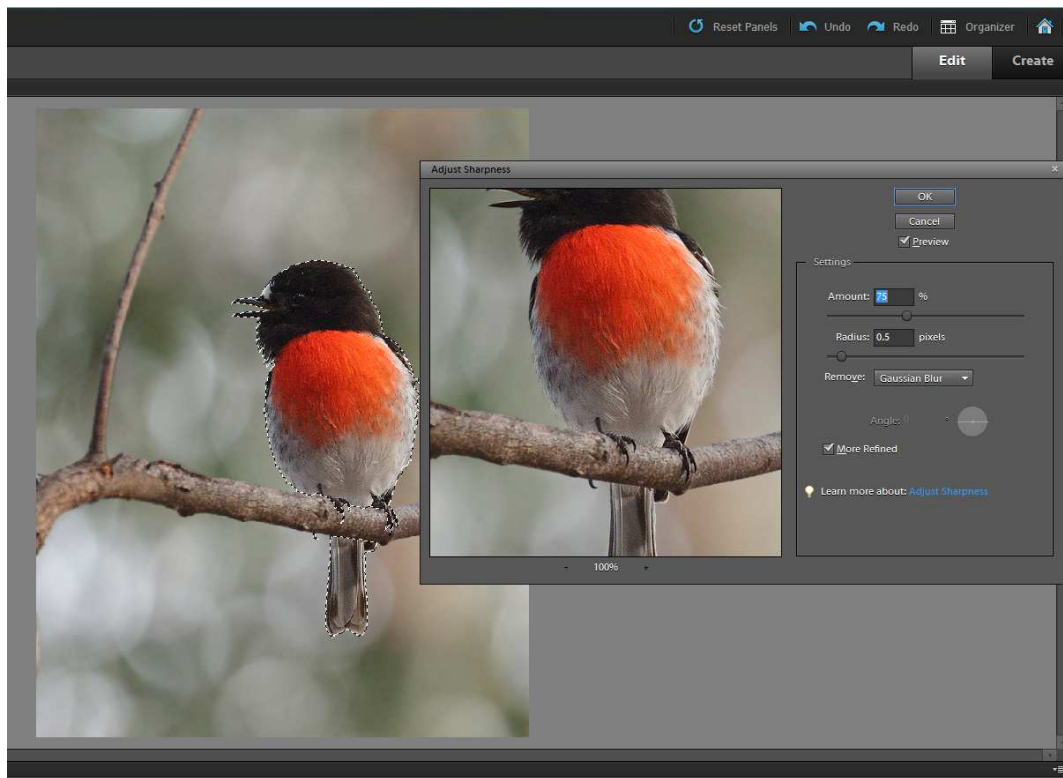 Reset Panels Undo Redo Organizer
Edit Create
Adjust Sharpness
OK
Cancel
Preview
Settings
Amount: 75 %
Radius: 0.5 pixels
Remove: Gaussian Blur
Angle: 0 °
More Refined
Learn more about: Adjust Sharpness
- 100% +